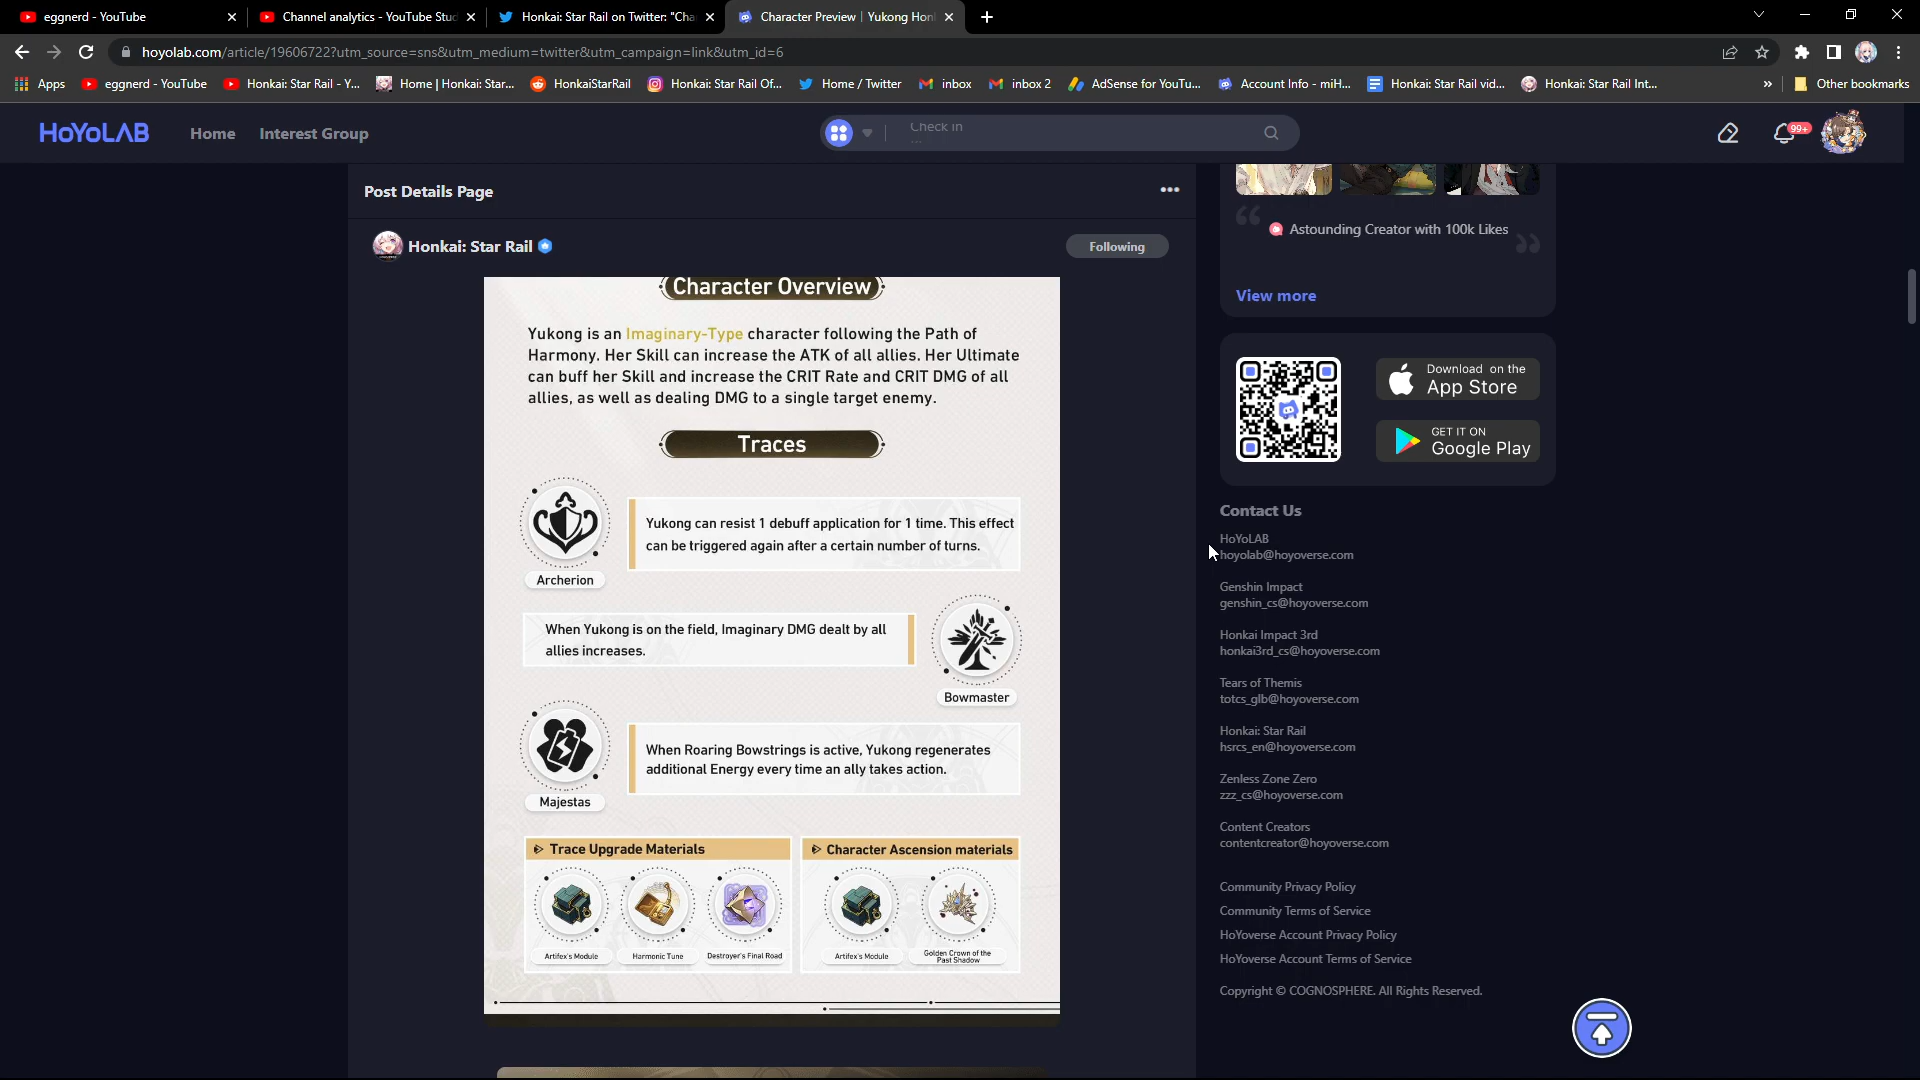 eggnerd - YouTube
Channel analytics - YouTube Stud
Honkai: Star Rail on Twitter: "Cha
Character Preview | Yukong Honk
hoyolab.com/article/19606722?utm_source=sns&utm_medium=twitter&utm_campaign=link&utm_id=6
Apps
eggnerd - YouTube
Honkai: Star Rail - Y...
Home | Honkai: Star...
HonkaiStarRail
Honkai: Star Rail Of...
Home / Twitter
inbox
inbox 2
AdSense for YouTu...
Account Info - miH...
Honkai: Star Rail vid...
Honkai: Star Rail Int...
»
Other bookmarks
HoYoLAB
Home
Interest Group
Check in
99+
Post Details Page
Honkai: Star Rail
Following
Character Overview
Yukong is an Imaginary-Type character following the Path of
Harmony. Her Skill can increase the ATK of all allies. Her Ultimate
can buff her Skill and increase the CRIT Rate and CRIT DMG of all
allies, as well as dealing DMG to a single target enemy.
Traces
Yukong can resist 1 debuff application for 1 time. This effect
can be triggered again after a certain number of turns.
Archerion
When Yukong is on the field, Imaginary DMG dealt by all
allies increases.
Bowmaster
When Roaring Bowstrings is active, Yukong regenerates
additional Energy every time an ally takes action.
Majestas
Trace Upgrade Materials
Artifex's Module
Harmonic Tune
Destroyer's Final Road
Character Ascension materials
Artifex's Module
Golden Crown of the
Past Shadow
Astounding Creator with 100k Likes
View more
Download on the
App Store
GET IT ON
Google Play
Contact Us
HoYoLAB
hoyolab@hoyoverse.com
Genshin Impact
genshin_cs@hoyoverse.com
Honkai Impact 3rd
honkai3rd_cs@hoyoverse.com
Tears of Themis
totcs_glb@hoyoverse.com
Honkai: Star Rail
hsrcs_en@hoyoverse.com
Zenless Zone Zero
zzz_cs@hoyoverse.com
Content Creators
contentcreator@hoyoverse.com
Community Privacy Policy
Community Terms of Service
HoYoverse Account Privacy Policy
HoYoverse Account Terms of Service
Copyright © COGNOSPHERE. All Rights Reserved.